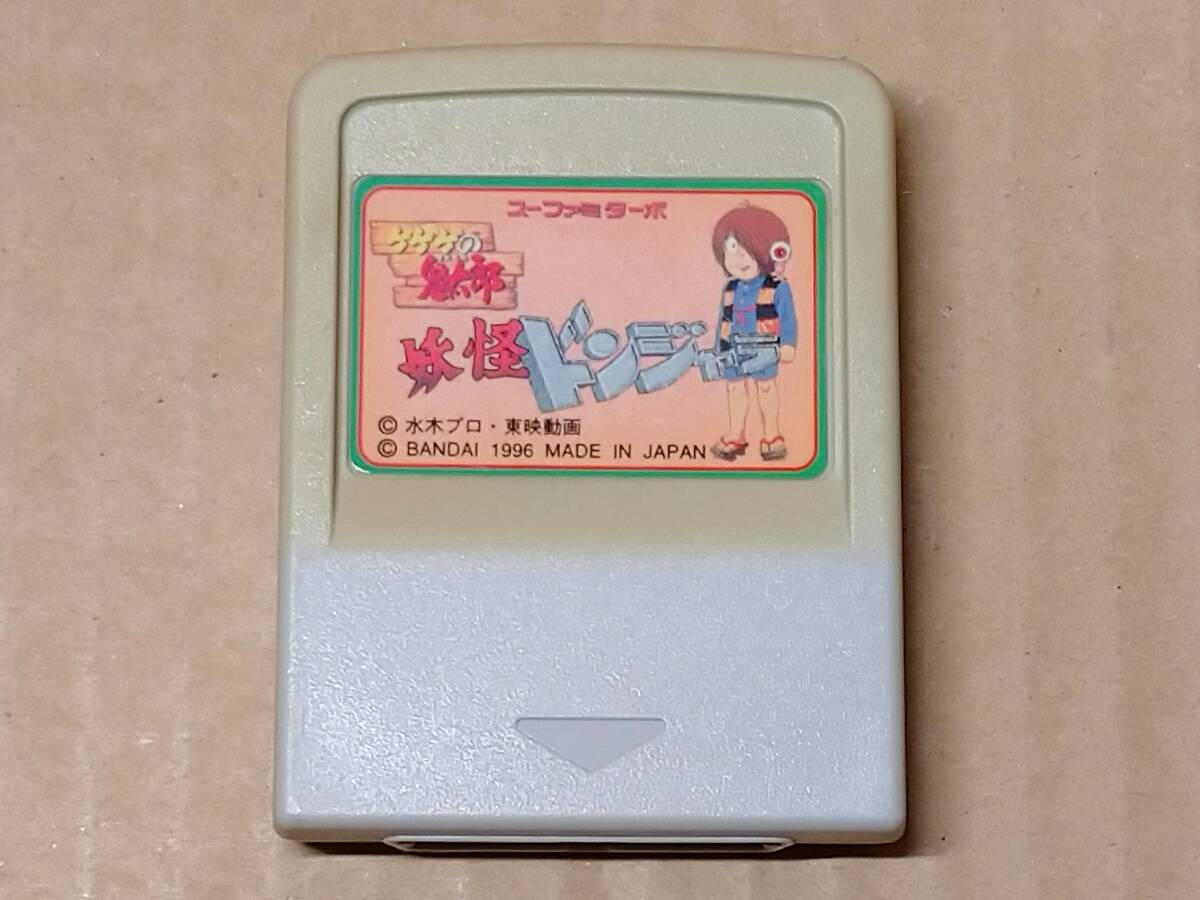 スーファミターボ
ゲゲゲの
鬼太郎
妖怪ドンジャラ
© 水木プロ・東映動画
© BANDAI 1996 MADE IN JAPAN